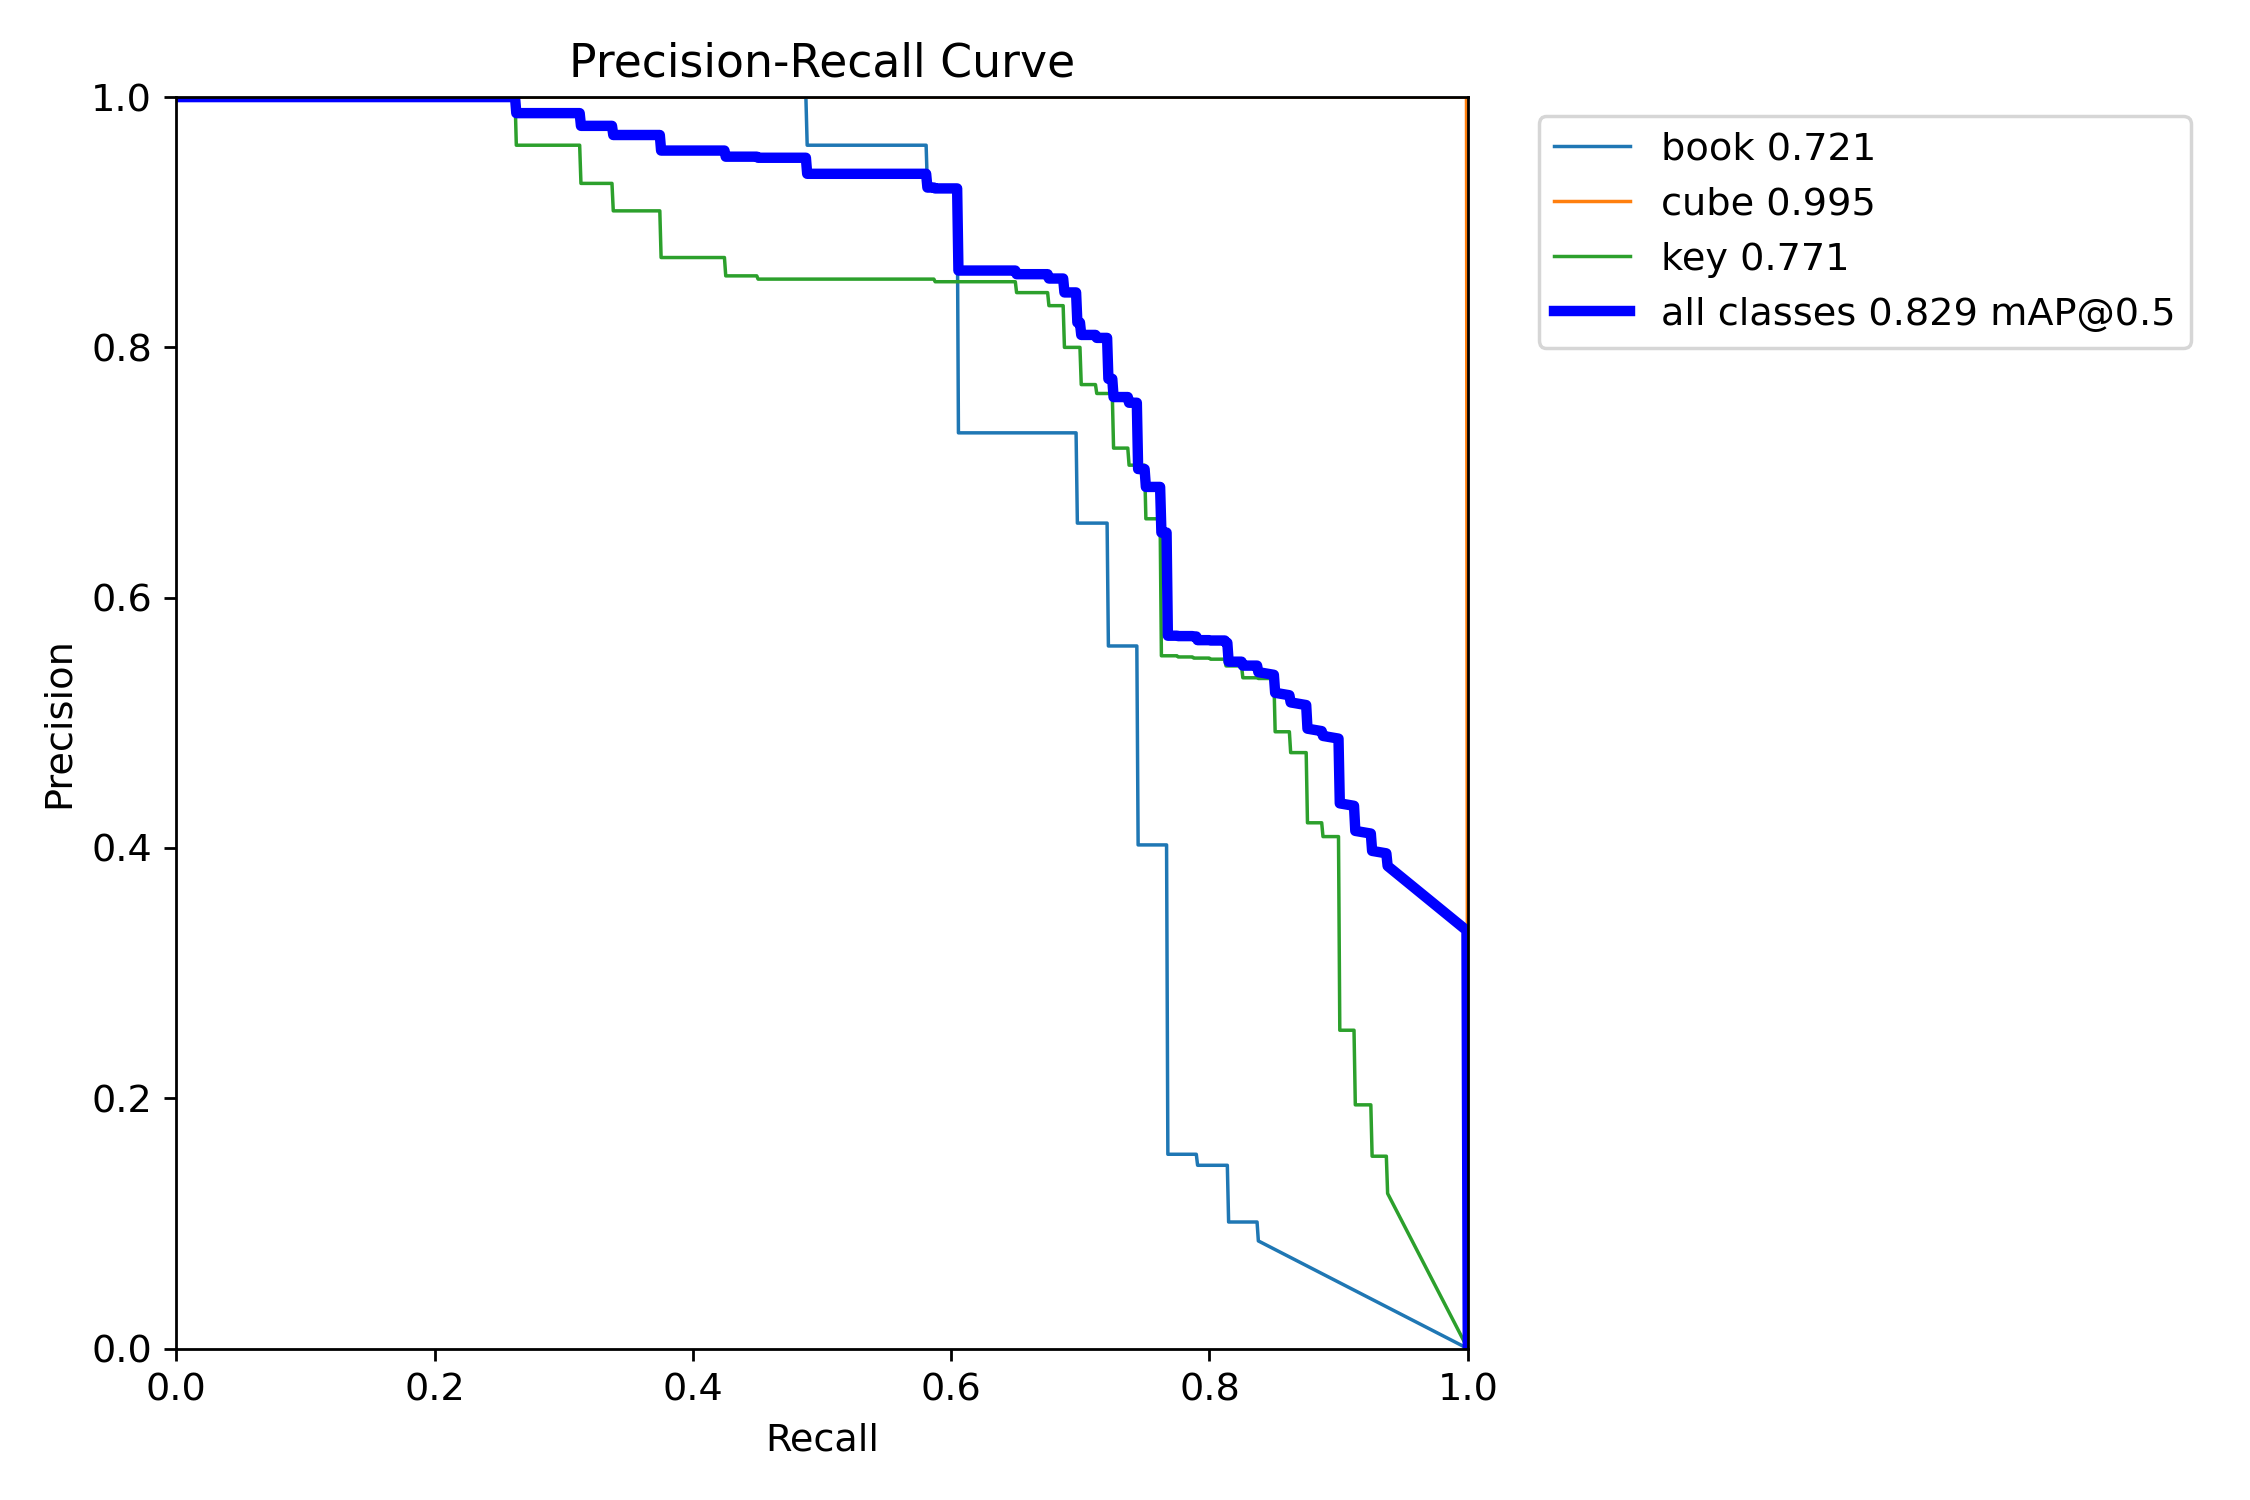 Precision-Recall Curve
1.0
0.8
0.6
0.4
0.2
0.0
Precision
0.0 0.2 0.4 0.6 0.8 1.0
Recall
book 0.721
cube 0.995
key 0.771
all classes 0.829 mAP@0.5